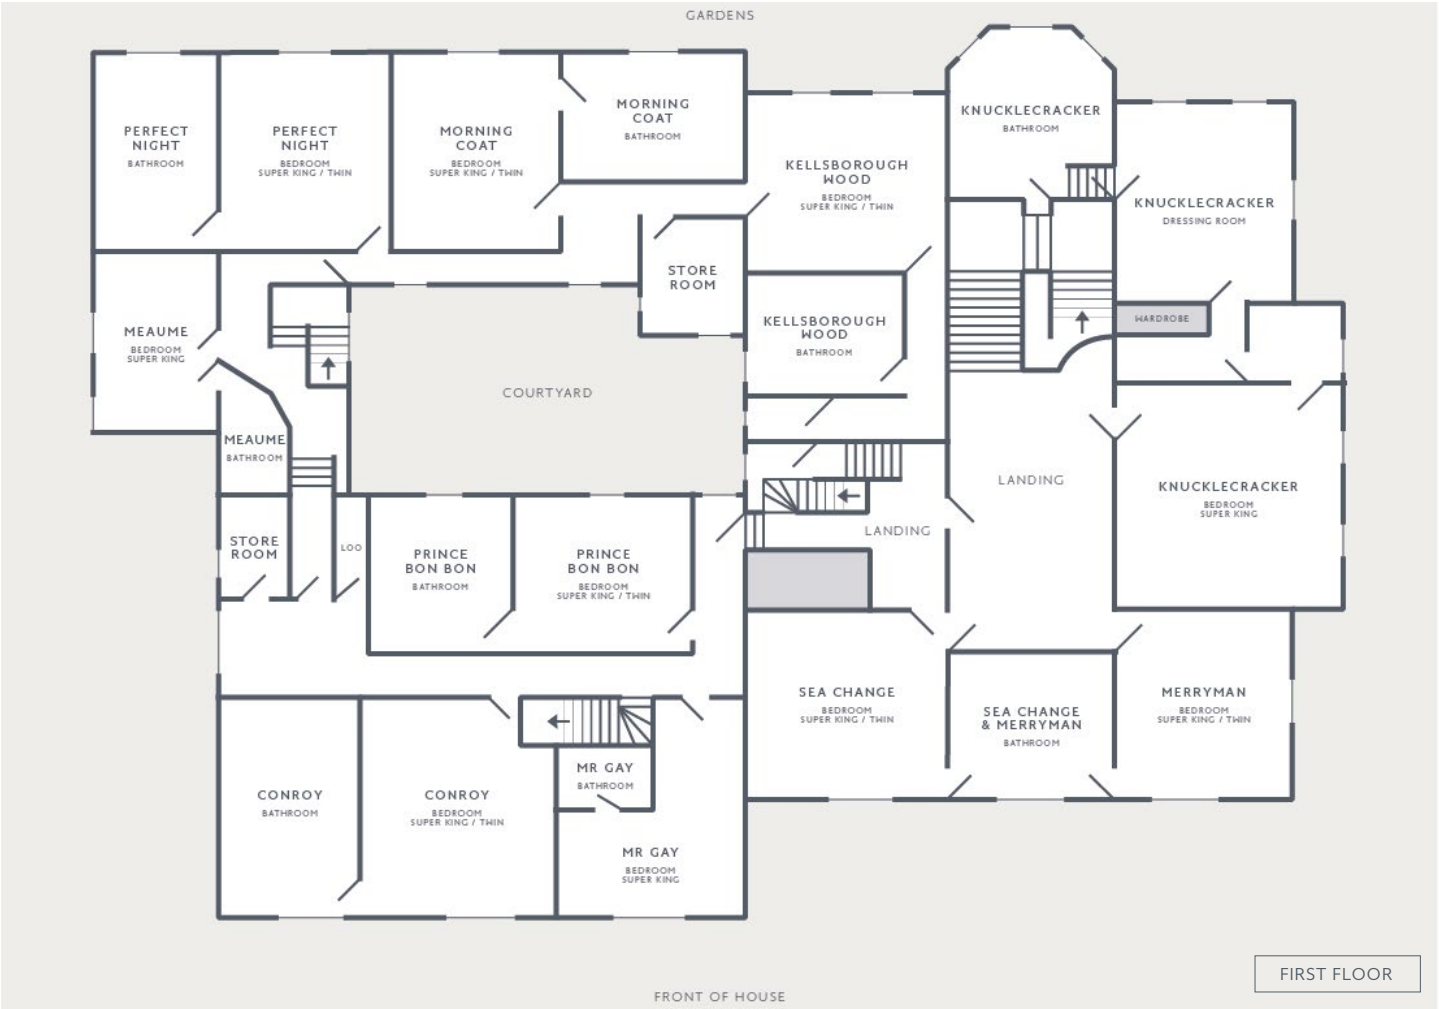 GARDENS
PERFECT
NIGHT
BATHROOM
PERFECT
NIGHT
BEDROOM
SUPER KING / TWIN
MORNING
COAT
BEDROOM
SUPER KING / TWIN
MORNING
COAT
BATHROOM
KELLSBOROUGH
WOOD
BEDROOM
SUPER KING / TWIN
KNUCKLECRACKER
BATHROOM
KNUCKLECRACKER
DRESSING ROOM
STORE
ROOM
MEAUME
BEDROOM
SUPER KING
KELLSBOROUGH
WOOD
BATHROOM
WARDROBE
COURTYARD
MEAUME
BATHROOM
LANDING
KNUCKLECRACKER
BEDROOM
SUPER KING
LANDING
STORE
ROOM
LOO
PRINCE
BON BON
BATHROOM
PRINCE
BON BON
BEDROOM
SUPER KING / TWIN
SEA CHANGE
BEDROOM
SUPER KING / TWIN
SEA CHANGE
& MERRYMAN
BATHROOM
MERRYMAN
BEDROOM
SUPER KING / TWIN
CONROY
BATHROOM
CONROY
BEDROOM
SUPER KING / TWIN
MR GAY
BATHROOM
MR GAY
BEDROOM
SUPER KING
FIRST FLOOR
FRONT OF HOUSE